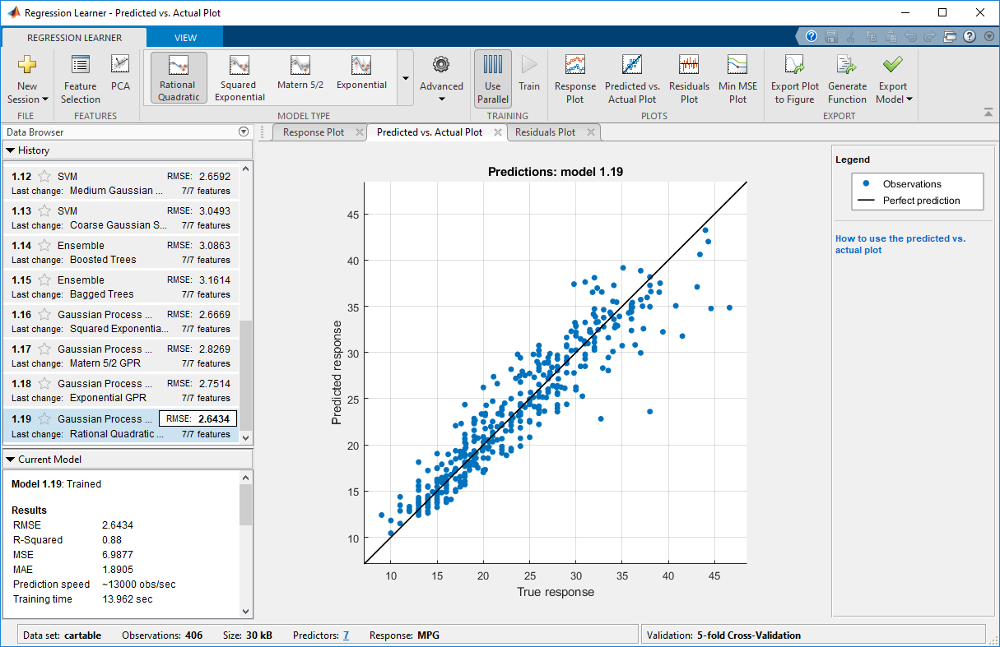 Regression Learner - Predicted vs. Actual Plot
REGRESSION LEARNER VIEW
New Session
Feature Selection
PCA
Rational Quadratic
Squared Exponential
Matern 5/2
Exponential
Advanced
Use Parallel
Train
Response Plot
Predicted vs. Actual Plot
Residuals Plot
Min MSE Plot
Export Plot to Figure
Generate Function
Export Model
FILE FEATURES MODEL TYPE TRAINING PLOTS EXPORT
Data Browser
History
1.12 SVM RMSE: 2.6592
Last change: Medium Gaussian ... 7/7 features
1.13 SVM RMSE: 3.0493
Last change: Coarse Gaussian S... 7/7 features
1.14 Ensemble RMSE: 3.0863
Last change: Boosted Trees 7/7 features
1.15 Ensemble RMSE: 3.1614
Last change: Bagged Trees 7/7 features
1.16 Gaussian Process ... RMSE: 2.6669
Last change: Squared Exponentia... 7/7 features
1.17 Gaussian Process ... RMSE: 2.8269
Last change: Matern 5/2 GPR 7/7 features
1.18 Gaussian Process ... RMSE: 2.7514
Last change: Exponential GPR 7/7 features
1.19 Gaussian Process ... RMSE: 2.6434
Last change: Rational Quadratic ... 7/7 features
Current Model
Model 1.19: Trained
Results
RMSE 2.6434
R-Squared 0.88
MSE 6.9877
MAE 1.8905
Prediction speed ~13000 obs/sec
Training time 13.962 sec
Response Plot Predicted vs. Actual Plot Residuals Plot
Predictions: model 1.19
Predicted response
45
40
35
30
25
20
15
10
10 15 20 25 30 35 40 45
True response
Legend
Observations
Perfect prediction
How to use the predicted vs.
actual plot
Data set: cartable Observations: 406 Size: 30 kB Predictors: 7 Response: MPG
Validation: 5-fold Cross-Validation